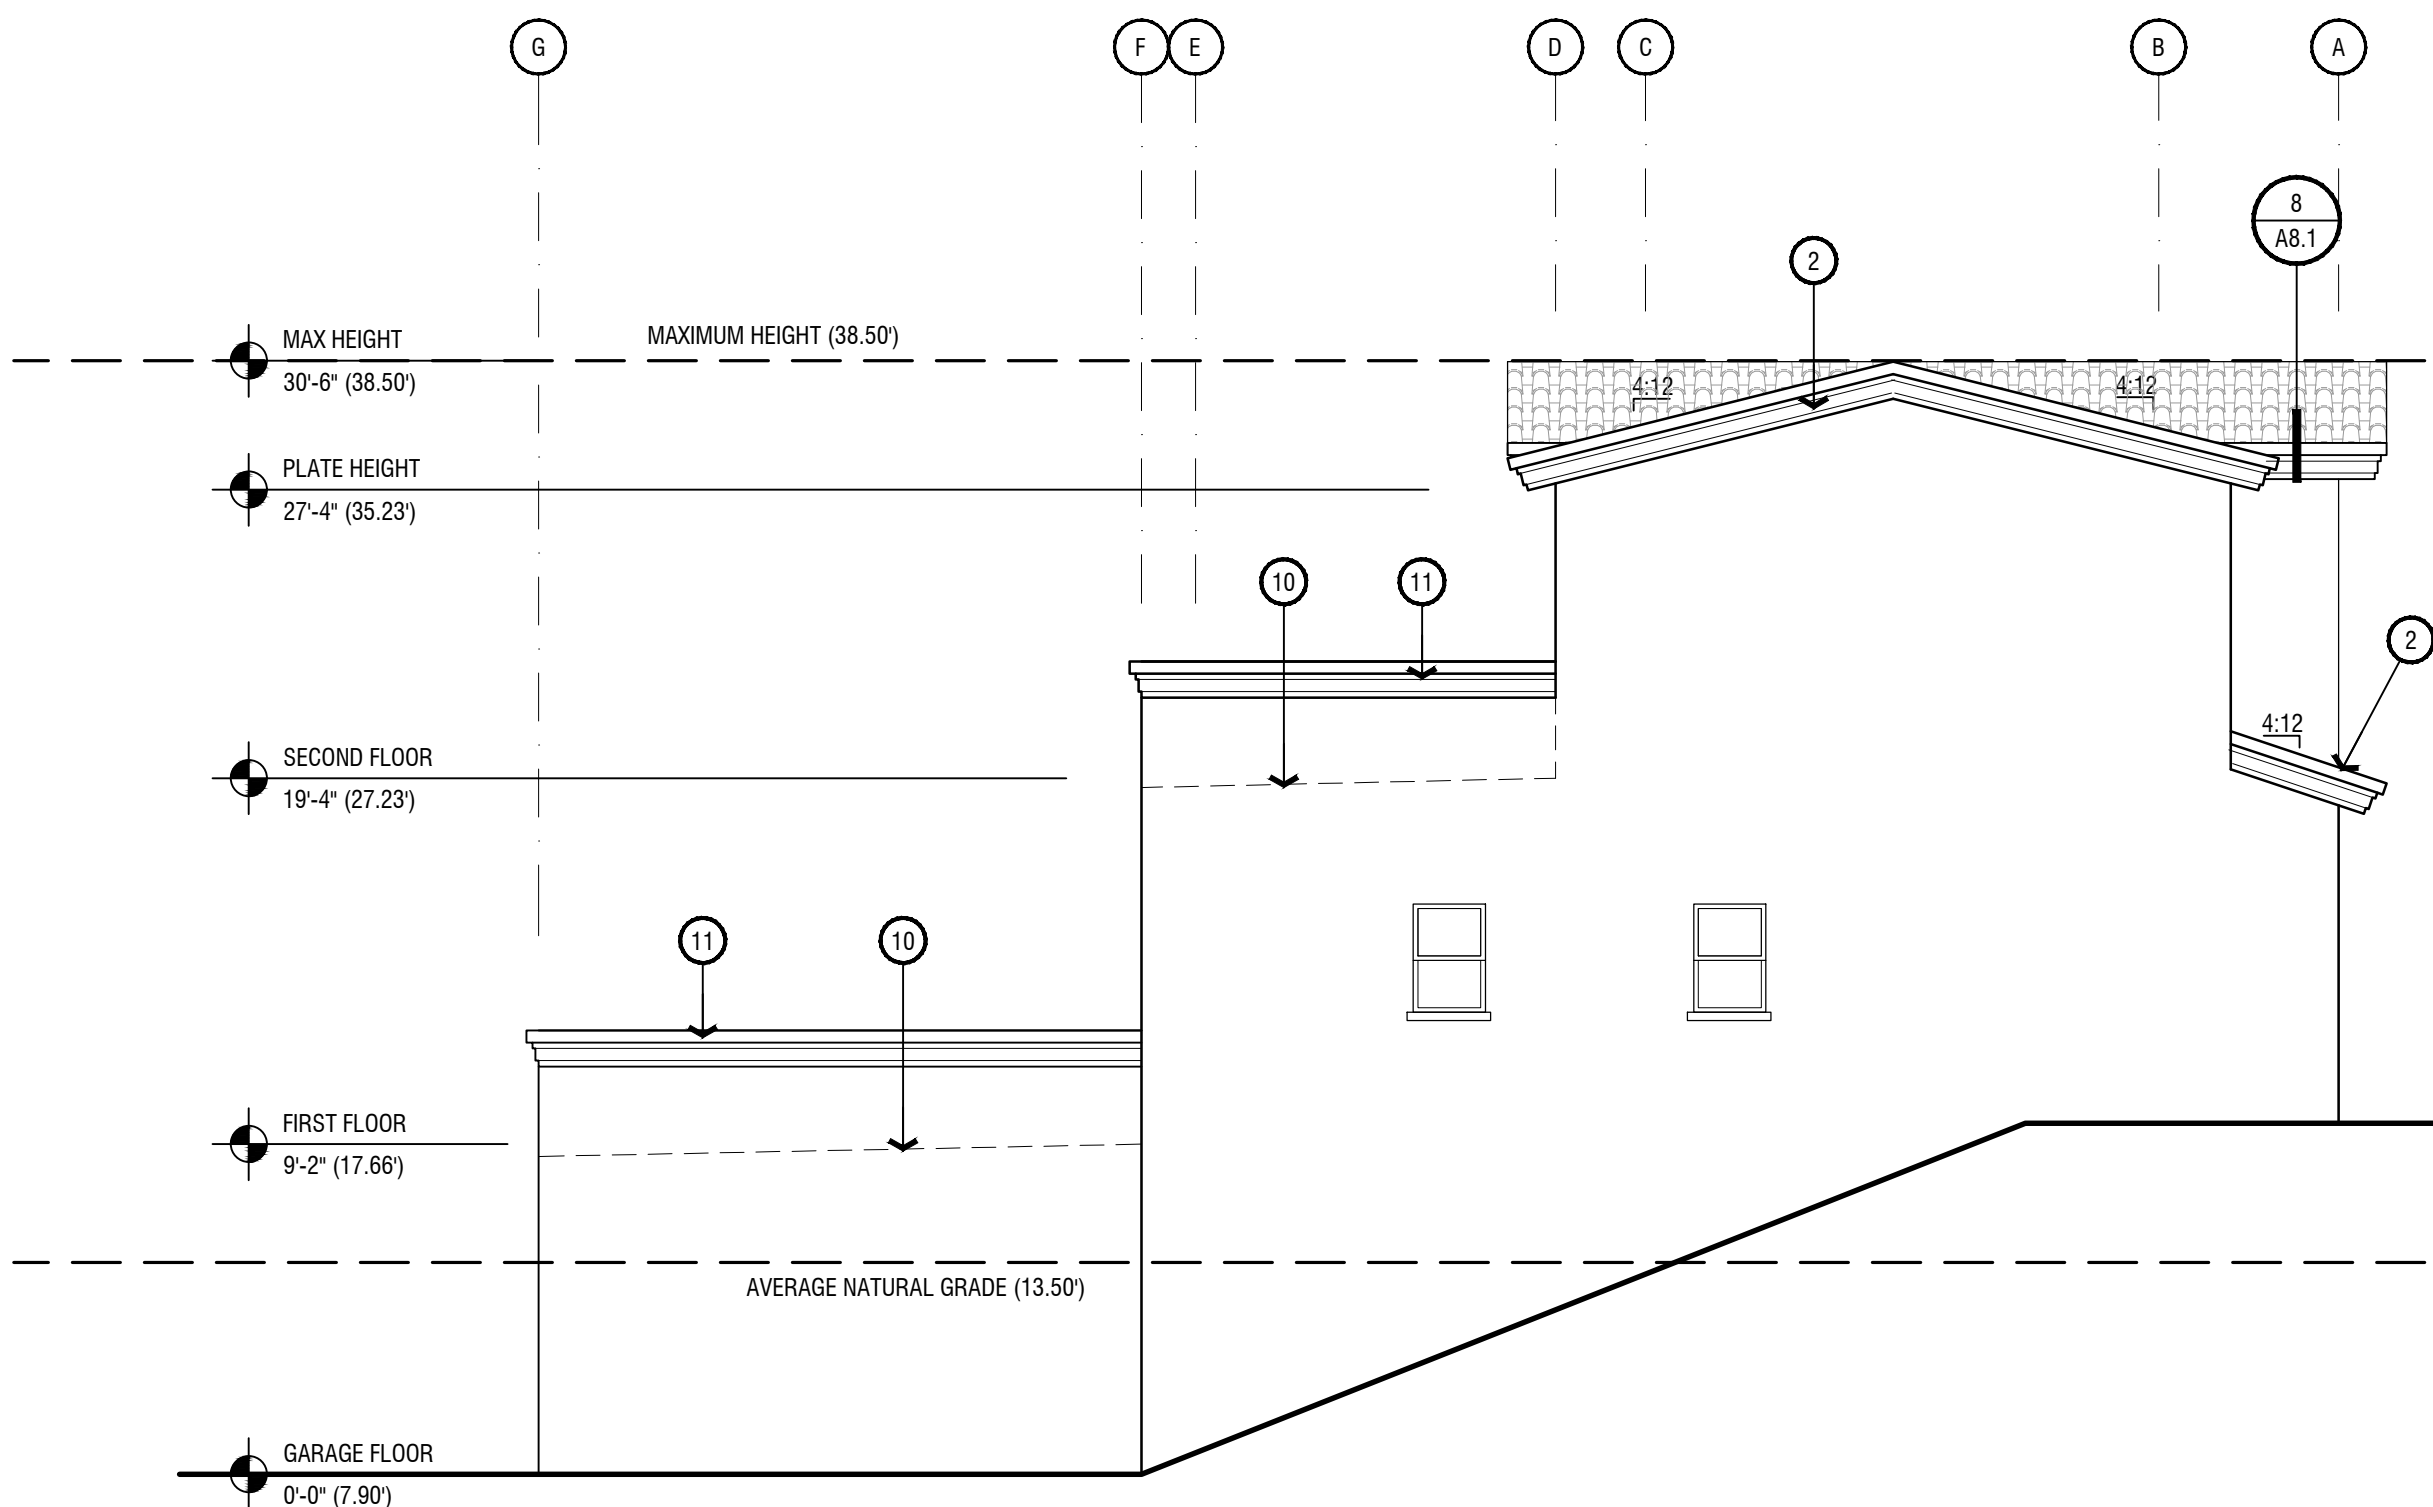 G
F
E
D
C
B
A
8
A8.1
2
MAXIMUM HEIGHT (38.50')
MAX HEIGHT
30'-6" (38.50')
4:12
4:12
PLATE HEIGHT
27'-4" (35.23')
10
11
2
4:12
SECOND FLOOR
19'-4" (27.23')
11
10
FIRST FLOOR
9'-2" (17.66')
AVERAGE NATURAL GRADE (13.50')
GARAGE FLOOR
0'-0" (7.90')